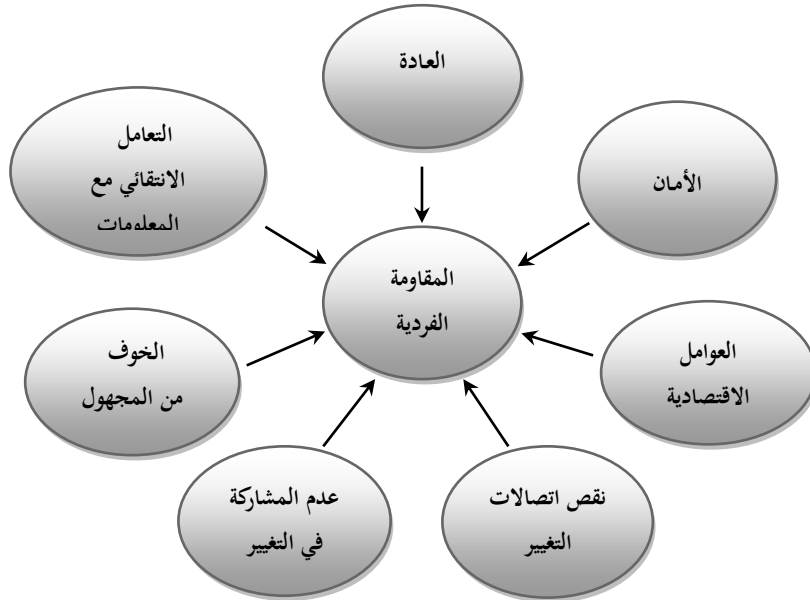 العادة
الأمان
التعامل
الانتقائي مع
المعلومات
المقاومة
الفردية
العوامل
الاقتصادية
الخوف
من المجهول
نقص اتصالات
التغيير
عدم المشاركة
في التغيير